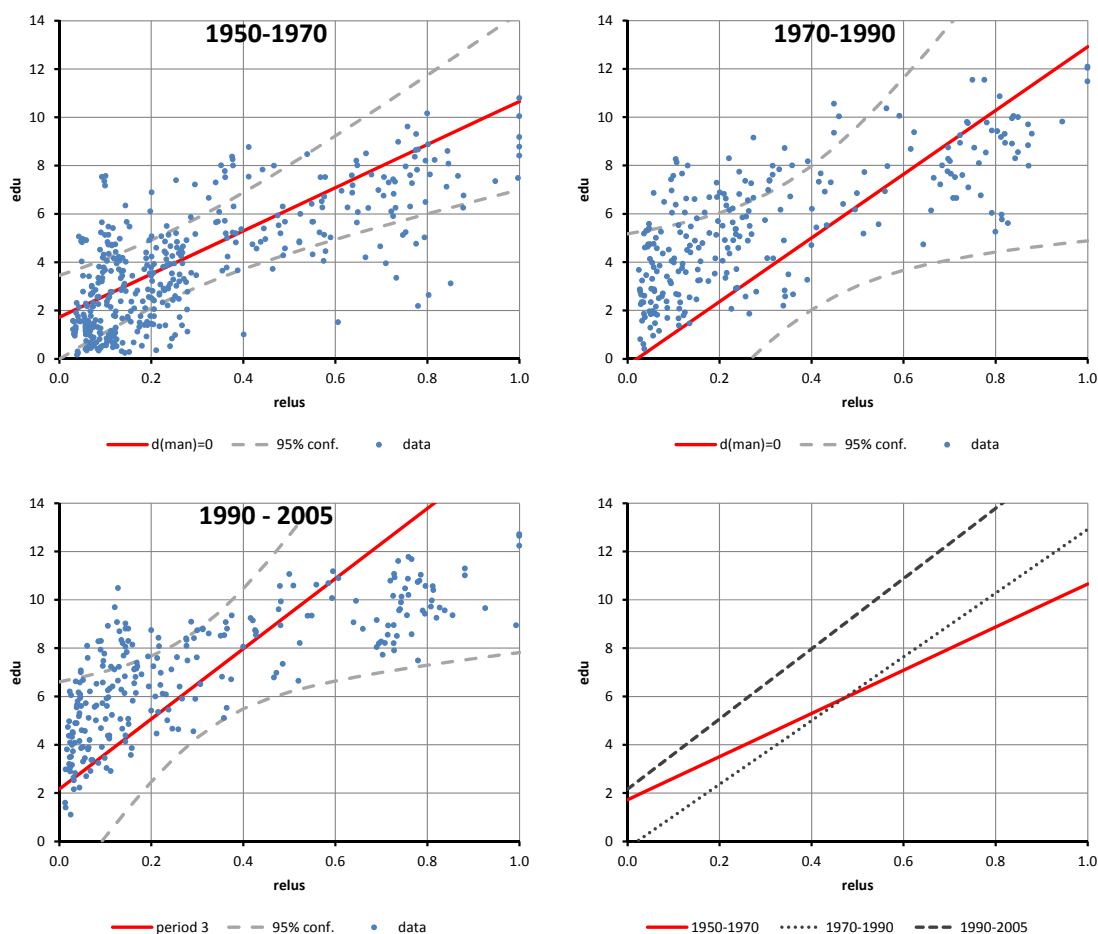 1950-1970
14
12
10
8
6
4
2
0
edu
0.0 0.2 0.4 0.6 0.8 1.0
relus
d(man)=0 95% conf. data
1970-1990
14
12
10
8
6
4
2
0
edu
0.0 0.2 0.4 0.6 0.8 1.0
relus
d(man)=0 95% conf. data
1990 - 2005
14
12
10
8
6
4
2
0
edu
0.0 0.2 0.4 0.6 0.8 1.0
relus
period 3 95% conf. data
14
12
10
8
6
4
2
0
edu
0.0 0.2 0.4 0.6 0.8 1.0
relus
1950-1970 1970-1990 1990-2005